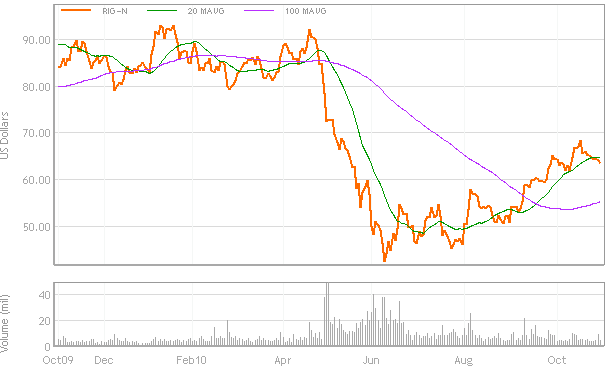 RIG-N 20 MAVG 100 MAVG
90.00
80.00
70.00
60.00
50.00
US Dollars
40
20
0
Volume (mil)
Oct09 Dec Feb10 Apr Jun Aug Oct